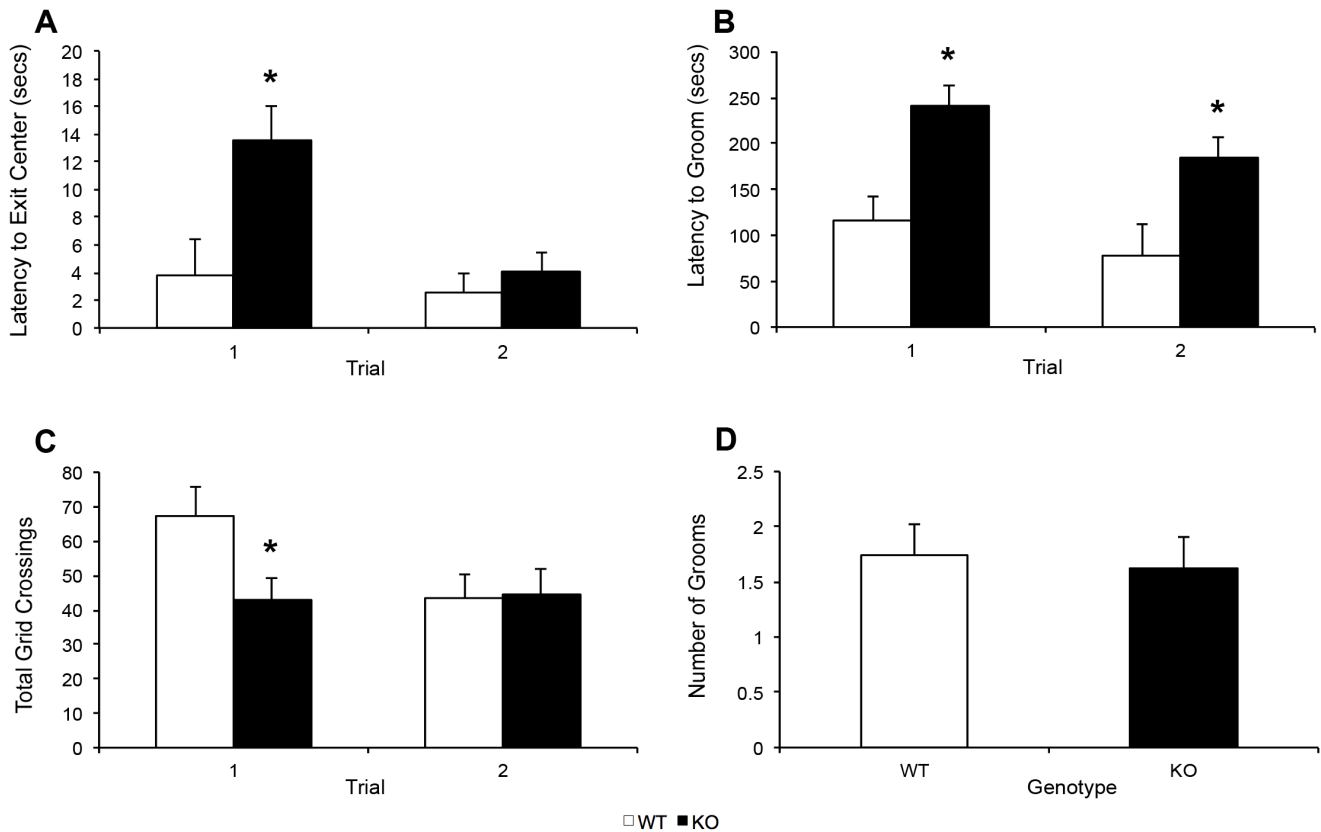 A
Latency to Exit Center (secs)
20
18
16
14
12
10
8
6
4
2
0
*
1
2
Trial
B
Latency to Groom (secs)
300
250
200
150
100
50
0
*
*
1
2
Trial
C
Total Grid Crossings
80
70
60
50
40
30
20
10
0
*
1
2
Trial
D
Number of Grooms
2.5
2
1.5
1
0.5
0
WT
KO
Genotype
WT KO